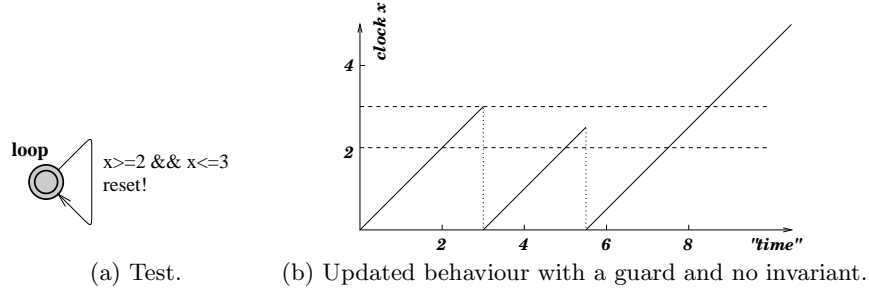 clock x
4
2
loop
x>=2 && x<=3
reset!
2 4 6 8 "time"
(a) Test. (b) Updated behaviour with a guard and no invariant.